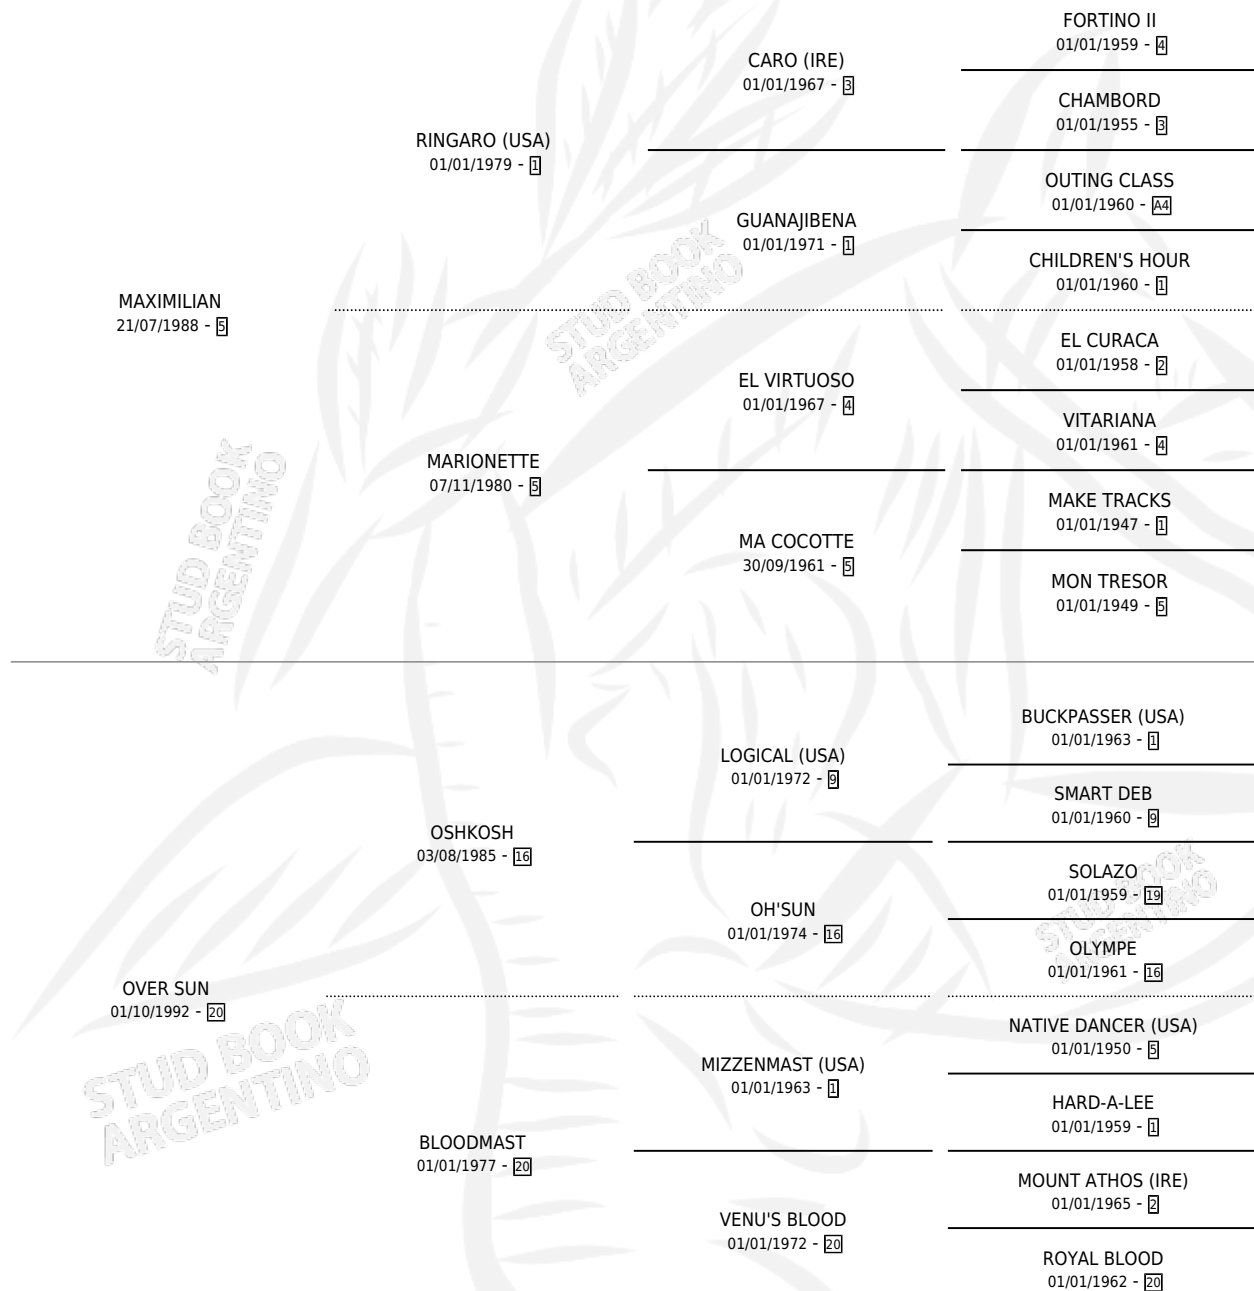 FORTINO II
01/01/1959 - 4
CARO (IRE)
01/01/1967 - 3
CHAMBORD
01/01/1955 - 3
RINGARO (USA)
01/01/1979 - 1
OUTING CLASS
01/01/1960 - A4
GUANAJIBENA
01/01/1971 - 1
CHILDREN'S HOUR
01/01/1960 - 1
MAXIMILIAN
21/07/1988 - 5
EL CURACA
01/01/1958 - 2
EL VIRTUOSO
01/01/1967 - 4
VITARIANA
01/01/1961 - 4
MARIONETTE
07/11/1980 - 5
MAKE TRACKS
01/01/1947 - 1
MA COCOTTE
30/09/1961 - 5
MON TRESOR
01/01/1949 - 5
STUD BOOK
ARGENTINO
STUD BOOK
ARGENTINO
BUCKPASSER (USA)
01/01/1963 - 1
LOGICAL (USA)
01/01/1972 - 9
SMART DEB
01/01/1960 - 9
OSHKOSH
03/08/1985 - 16
SOLAZO
01/01/1959 - 19
OH'SUN
01/01/1974 - 16
OLYMPE
01/01/1961 - 16
OVER SUN
01/10/1992 - 20
NATIVE DANCER (USA)
01/01/1950 - 5
MIZZENMAST (USA)
01/01/1963 - 1
HARD-A-LEE
01/01/1959 - 1
BLOODMAST
01/01/1977 - 20
MOUNT ATHOS (IRE)
01/01/1965 - 2
VENU'S BLOOD
01/01/1972 - 20
ROYAL BLOOD
01/01/1962 - 20
STUD BOOK
ARGENTINO
STUD BOOK
ARGENTINO